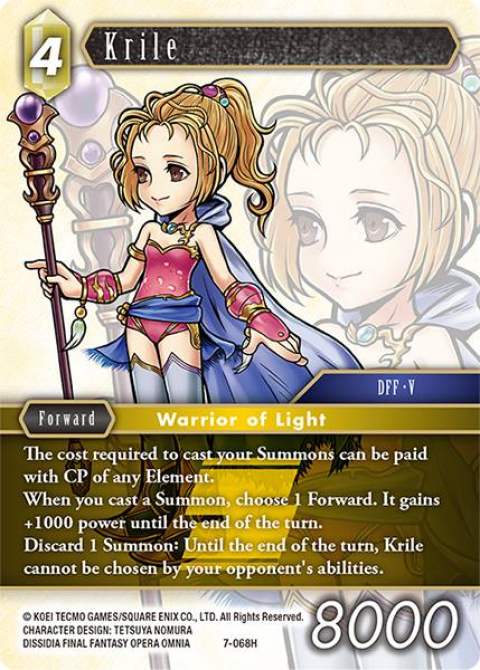 4
Krile
DFF · V
Forward
Warrior of Light
The cost required to cast your Summons can be paid
with CP of any Element.
When you cast a Summon, choose 1 Forward. It gains
+1000 power until the end of the turn.
Discard 1 Summon: Until the end of the turn, Krile
cannot be chosen by your opponent's abilities.
© KOEI TECMO GAMES/SQUARE ENIX CO., LTD. All Rights Reserved.
CHARACTER DESIGN: TETSUYA NOMURA
DISSIDIA FINAL FANTASY OPERA OMNIA 7-068H
8000